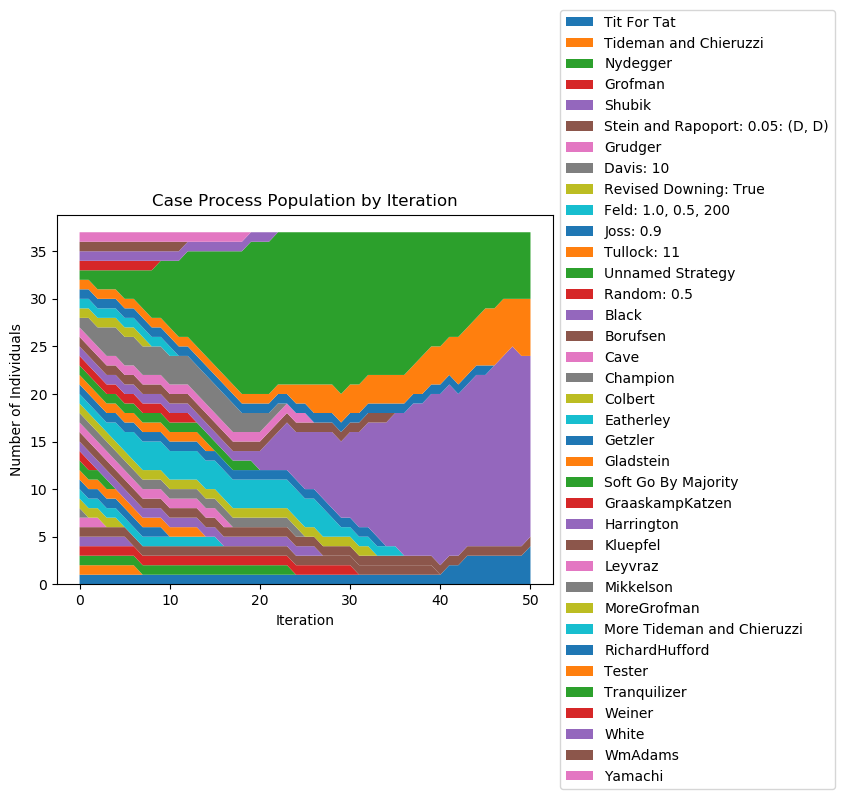 Case Process Population by Iteration
Number of Individuals
35
30
25
20
15
10
5
0
0 10 20 30 40 50
Iteration
Tit For Tat
Tideman and Chieruzzi
Nydegger
Grofman
Shubik
Stein and Rapoport: 0.05: (D, D)
Grudger
Davis: 10
Revised Downing: True
Feld: 1.0, 0.5, 200
Joss: 0.9
Tullock: 11
Unnamed Strategy
Random: 0.5
Black
Borufsen
Cave
Champion
Colbert
Eatherley
Getzler
Gladstein
Soft Go By Majority
GraaskampKatzen
Harrington
Kluepfel
Leyvraz
Mikkelson
MoreGrofman
More Tideman and Chieruzzi
RichardHufford
Tester
Tranquilizer
Weiner
White
WmAdams
Yamachi